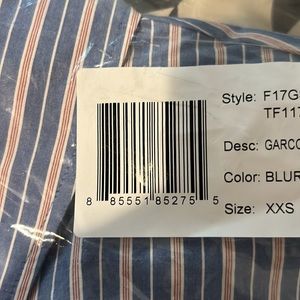 Style: F17G
TF117
Desc: GARCO
Color: BLUR
Size: XXS
8 85551 85275 5